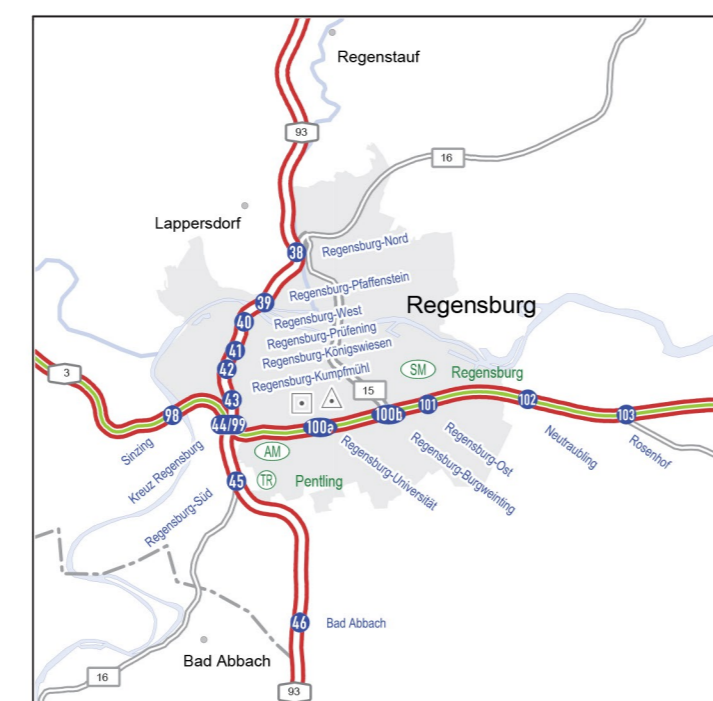 Regenstauf
93
16
Lappersdorf
38
Regensburg-Nord
39
Regensburg-Pfaffenstein
Regensburg
40
Regensburg-West
41
Regensburg-Prüfening
42
Regensburg-Königswiesen
3
Regensburg-Kumpfmühl
SM
Regensburg
15
43
98
44/99
100a
100b
101
102
103
Sinzing
Kreuz Regensburg
AM
Regensburg-Universität
Regensburg-Burgweinting
Regensburg-Ost
Neutraubling
Rosenhof
TR
Pentling
45
Regensburg-Süd
46
Bad Abbach
Bad Abbach
16
93